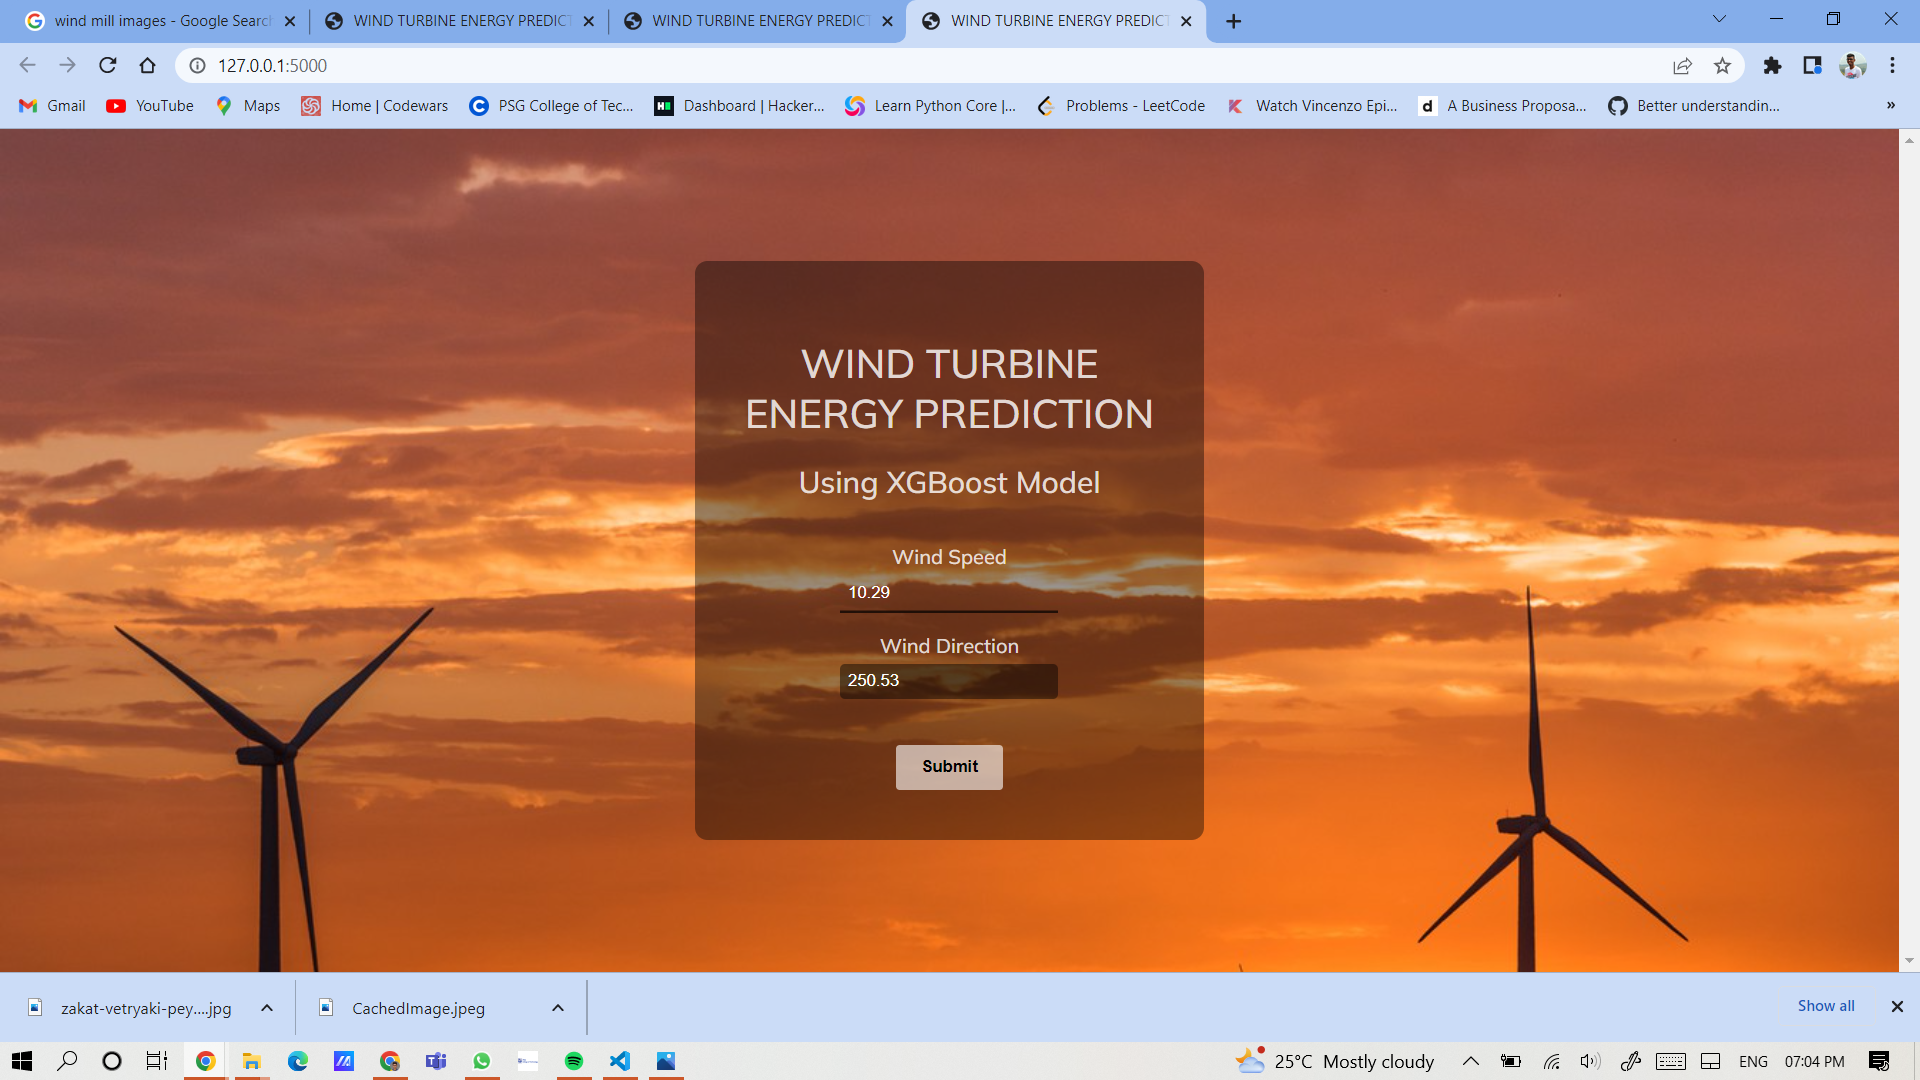 wind mill images - Google Search
WIND TURBINE ENERGY PREDICT
WIND TURBINE ENERGY PREDICT
WIND TURBINE ENERGY PREDICT
127.0.0.1:5000
Gmail
YouTube
Maps
Home | Codewars
PSG College of Tec...
Dashboard | Hacker...
Learn Python Core |...
Problems - LeetCode
Watch Vincenzo Epi...
A Business Proposa...
Better understandin...
»
WIND TURBINE
ENERGY PREDICTION
Using XGBoost Model
Wind Speed
10.29
Wind Direction
250.53
Submit
zakat-vetryaki-pey....jpg
CachedImage.jpeg
Show all
25°C Mostly cloudy
ENG
07:04 PM